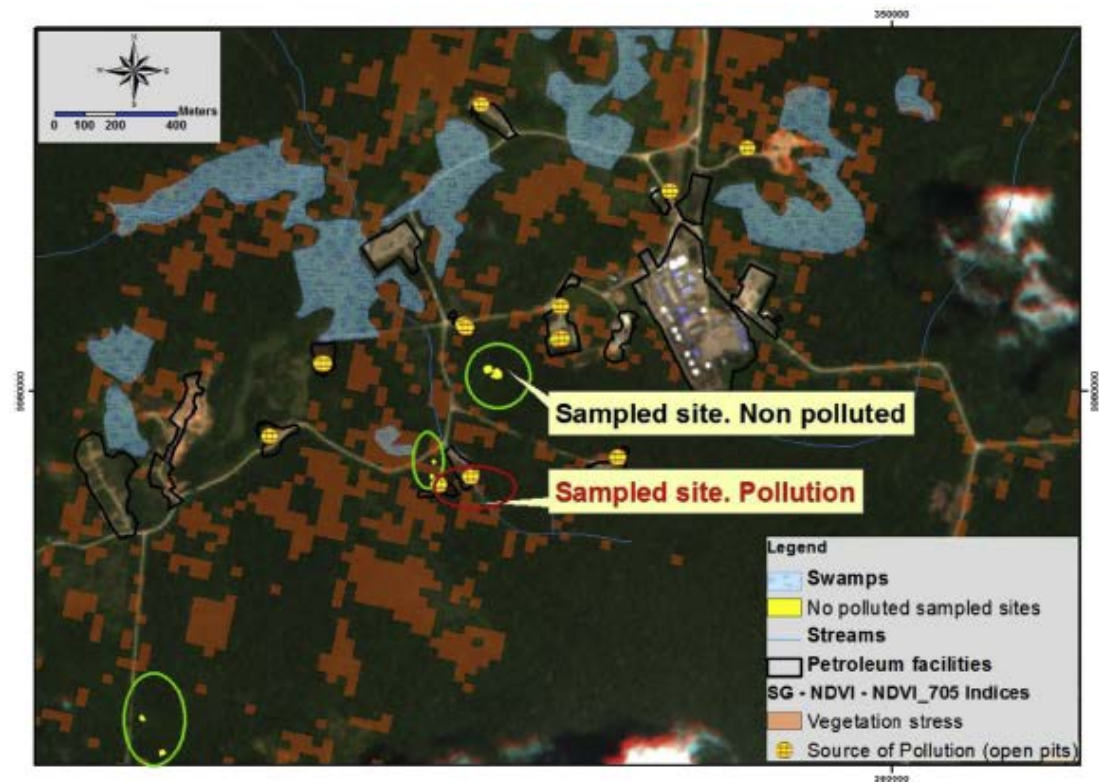 350000
N
W E
S
Meters
0 100 200 400
Sampled site. Non polluted
Sampled site. Pollution
Legend
Swamps
No polluted sampled sites
Streams
Petroleum facilities
SG - NDVI - NDVI_705 Indices
Vegetation stress
Source of Pollution (open pits)